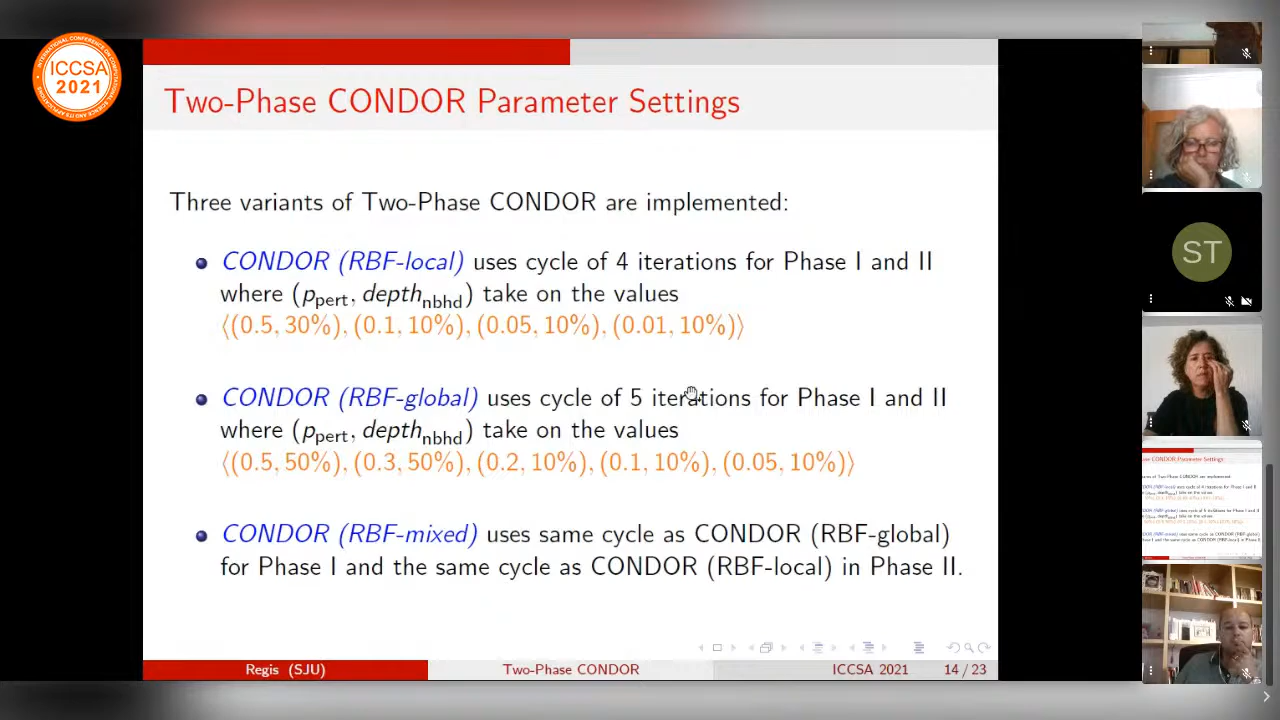 ICCSA
2021
Two-Phase CONDOR Parameter Settings
Three variants of Two-Phase CONDOR are implemented:
CONDOR (RBF-local) uses cycle of 4 iterations for Phase I and II
where (p_pert, depth_nbhd) take on the values
⟨(0.5, 30%), (0.1, 10%), (0.05, 10%), (0.01, 10%)⟩
CONDOR (RBF-global) uses cycle of 5 iterations for Phase I and II
where (p_pert, depth_nbhd) take on the values
⟨(0.5, 50%), (0.3, 50%), (0.2, 10%), (0.1, 10%), (0.05, 10%)⟩
CONDOR (RBF-mixed) uses same cycle as CONDOR (RBF-global)
for Phase I and the same cycle as CONDOR (RBF-local) in Phase II.
Regis (SJU) Two-Phase CONDOR ICCSA 2021 14 / 23
ST